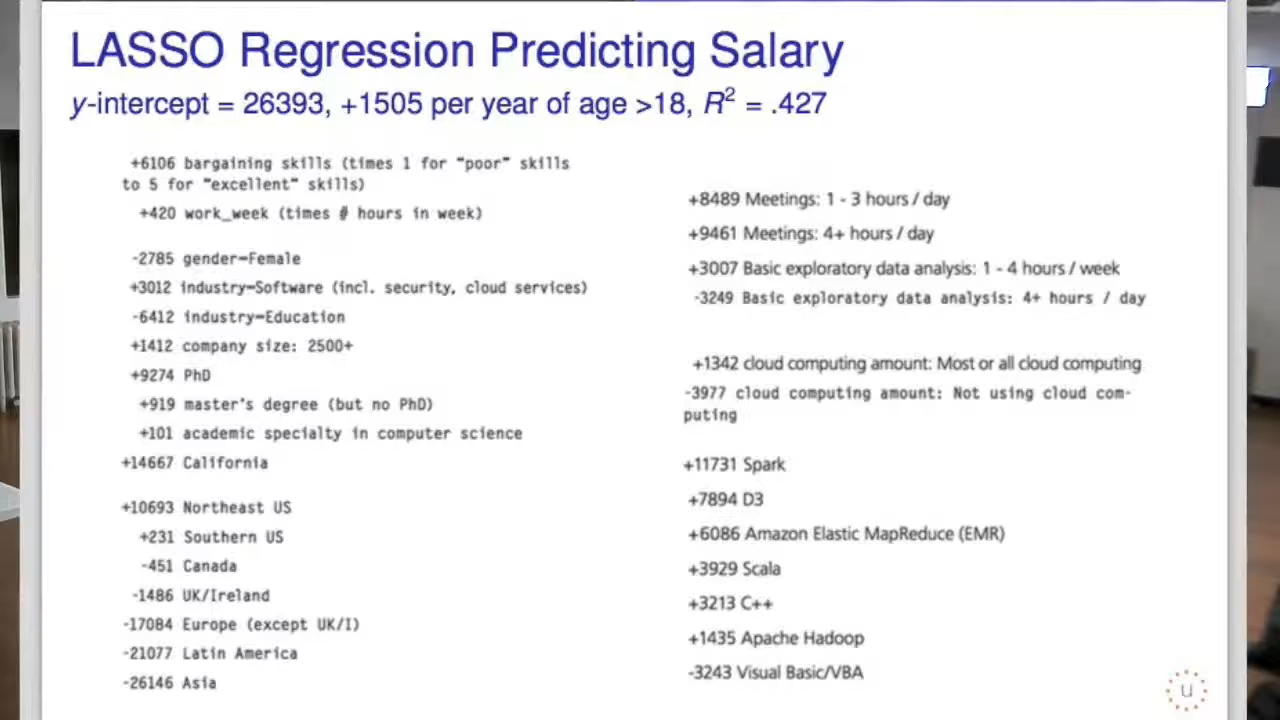 LASSO Regression Predicting Salary
y-intercept = 26393, +1505 per year of age >18, R² = .427
+6106 bargaining skills (times 1 for "poor" skills
to 5 for "excellent" skills)
+420 work_week (times # hours in week)
-2785 gender=Female
+3012 industry=Software (incl. security, cloud services)
-6412 industry=Education
+1412 company size: 2500+
+9274 PhD
+919 master's degree (but no PhD)
+101 academic specialty in computer science
+14667 California
+10693 Northeast US
+231 Southern US
-451 Canada
-1486 UK/Ireland
-17084 Europe (except UK/I)
-21077 Latin America
-26146 Asia
+8489 Meetings: 1 - 3 hours / day
+9461 Meetings: 4+ hours / day
+3007 Basic exploratory data analysis: 1 - 4 hours / week
-3249 Basic exploratory data analysis: 4+ hours / day
+1342 cloud computing amount: Most or all cloud computing
-3977 cloud computing amount: Not using cloud com-
puting
+11731 Spark
+7894 D3
+6086 Amazon Elastic MapReduce (EMR)
+3929 Scala
+3213 C++
+1435 Apache Hadoop
-3243 Visual Basic/VBA
u